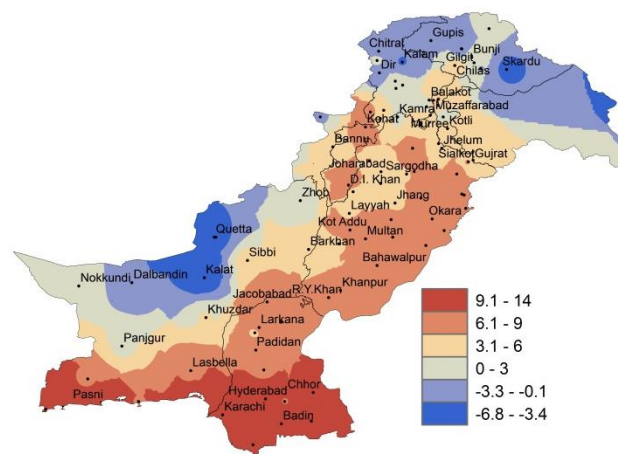 Gupis
Chitral
Kalam
Bunji
Gilgit
Skardu
Dir
Chilas
Balakot
Kamra
Muzaffarabad
Kohat
Murree
Kotli
Bannu
Jhelum
Sialkot
Gujrat
Joharabad
Sargodha
D.I. Khan
Zhob
Layyah
Jhang
Okara
Kot Addu
Quetta
Multan
Barkhan
Sibbi
Bahawalpur
Nokkundi
Dalbandin
Kalat
Khanpur
R.Y.Khan
Jacobabad
Khuzdar
Larkana
Panjgur
Padidan
Lasbella
Pasni
Hyderabad
Chhor
Karachi
Badin
9.1 - 14
6.1 - 9
3.1 - 6
0 - 3
-3.3 - -0.1
-6.8 - -3.4